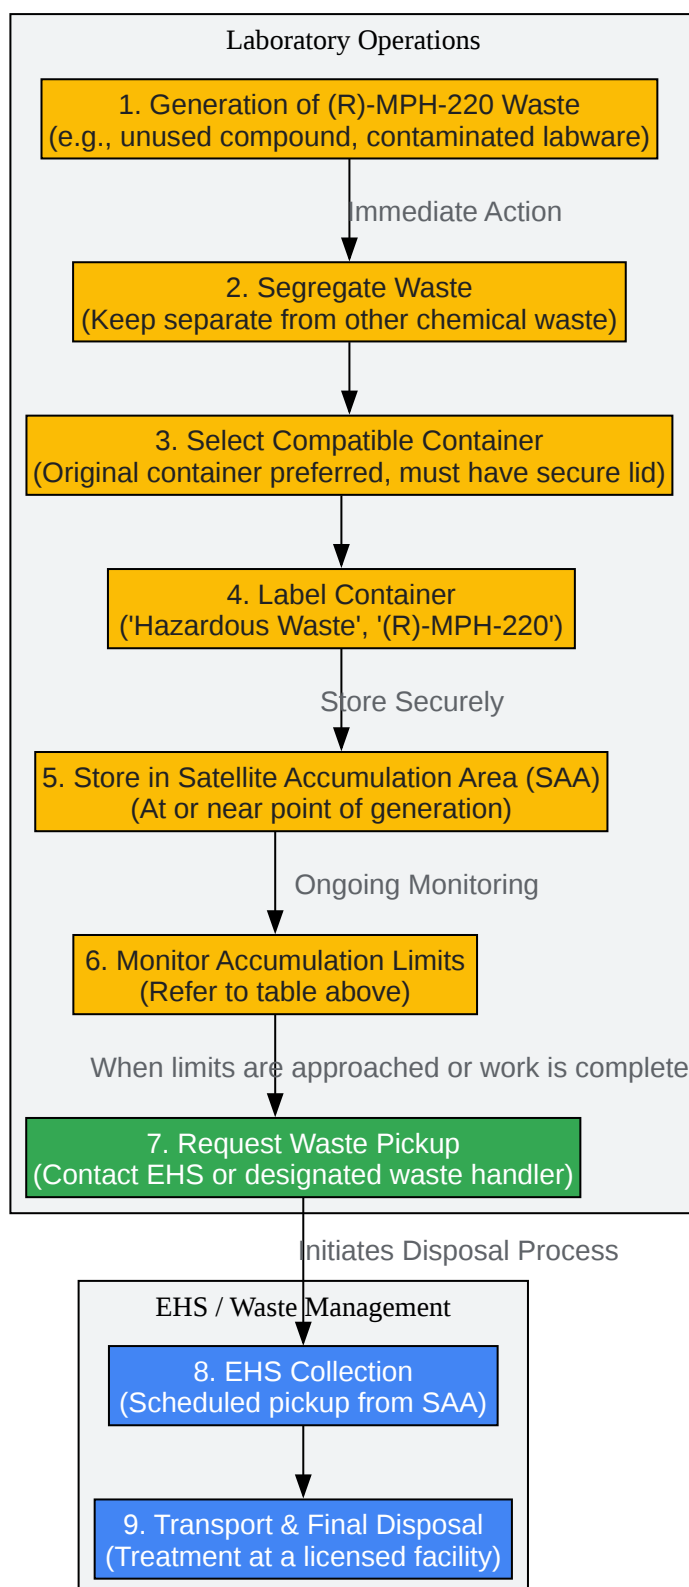 Laboratory Operations
1. Generation of (R)-MPH-220 Waste
(e.g., unused compound, contaminated labware)
Immediate Action
2. Segregate Waste
(Keep separate from other chemical waste)
3. Select Compatible Container
(Original container preferred, must have secure lid)
4. Label Container
('Hazardous Waste', '(R)-MPH-220')
Store Securely
5. Store in Satellite Accumulation Area (SAA)
(At or near point of generation)
Ongoing Monitoring
6. Monitor Accumulation Limits
(Refer to table above)
When limits are approached or work is complete
7. Request Waste Pickup
(Contact EHS or designated waste handler)
Initiates Disposal Process
EHS / Waste Management
8. EHS Collection
(Scheduled pickup from SAA)
9. Transport & Final Disposal
(Treatment at a licensed facility)